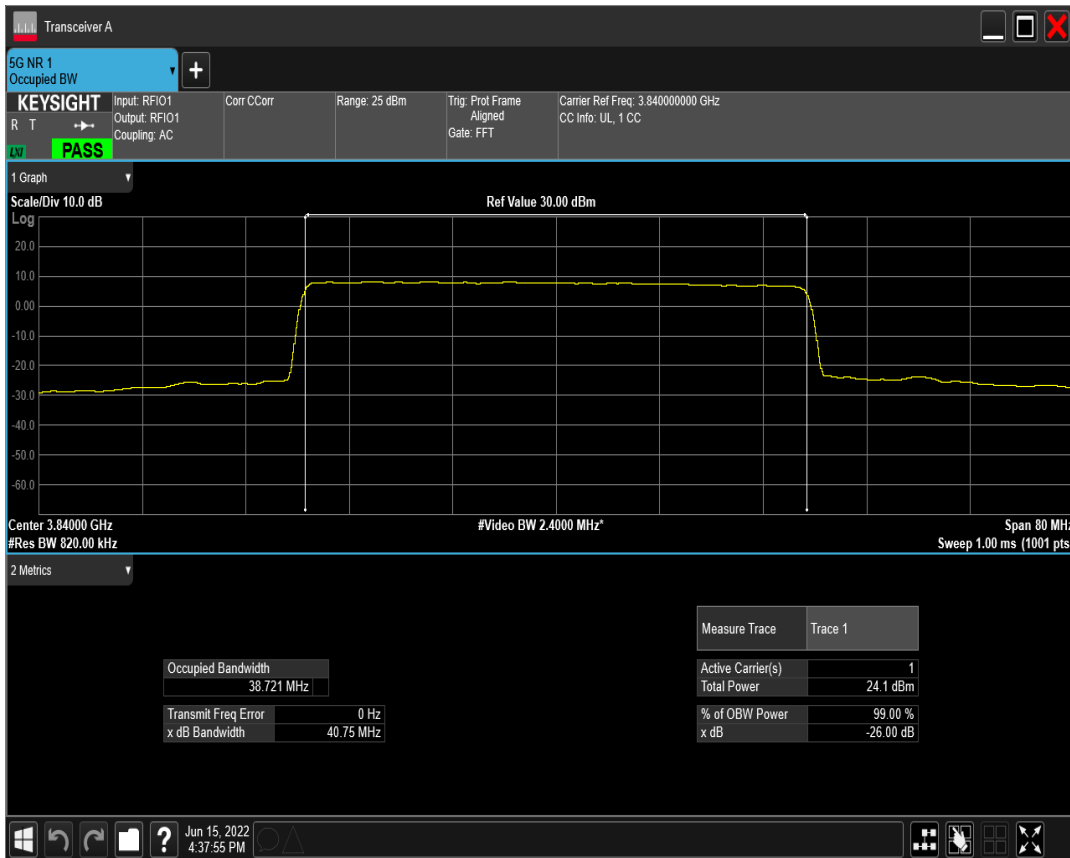 Transceiver A
5G NR 1
Occupied BW
+
KEYSIGHT
R T
LXI
PASS
Input: RFIO1
Output: RFIO1
Coupling: AC
Corr CCorr
Range: 25 dBm
Trig: Prot Frame
Aligned
Gate: FFT
Carrier Ref Freq: 3.840000000 GHz
CC Info: UL, 1 CC
1 Graph
Scale/Div 10.0 dB
Ref Value 30.00 dBm
Log
20.0
10.0
0.00
-10.0
-20.0
-30.0
-40.0
-50.0
-60.0
Center 3.84000 GHz
#Video BW 2.4000 MHz*
Span 80 MHz
#Res BW 820.00 kHz
Sweep 1.00 ms (1001 pts
2 Metrics
Measure Trace Trace 1
Occupied Bandwidth
38.721 MHz
Active Carrier(s) 1
Total Power 24.1 dBm
Transmit Freq Error 0 Hz
x dB Bandwidth 40.75 MHz
% of OBW Power 99.00 %
x dB -26.00 dB
?
Jun 15, 2022
4:37:55 PM